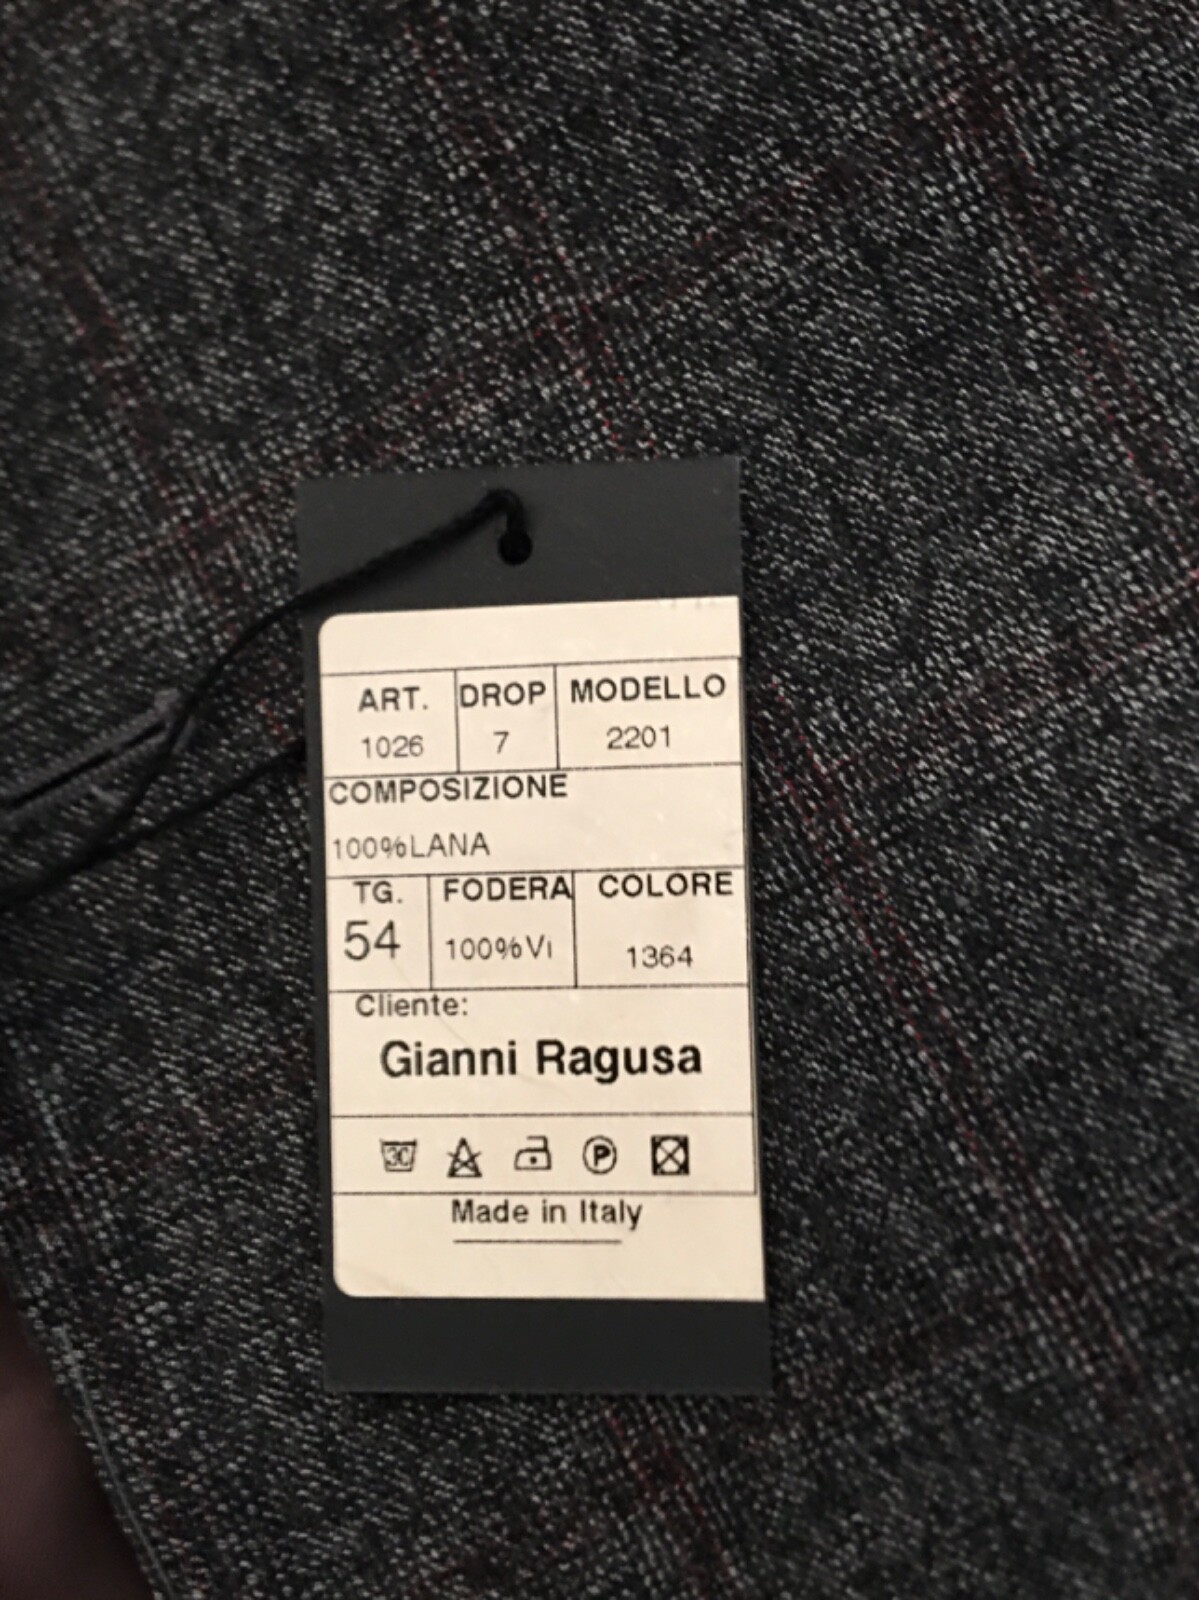 ART. DROP MODELLO
1026 7 2201
COMPOSIZIONE
100%LANA
TG. FODERA COLORE
54 100%VI 1364
Cliente:
Gianni Ragusa
30 P
Made in Italy